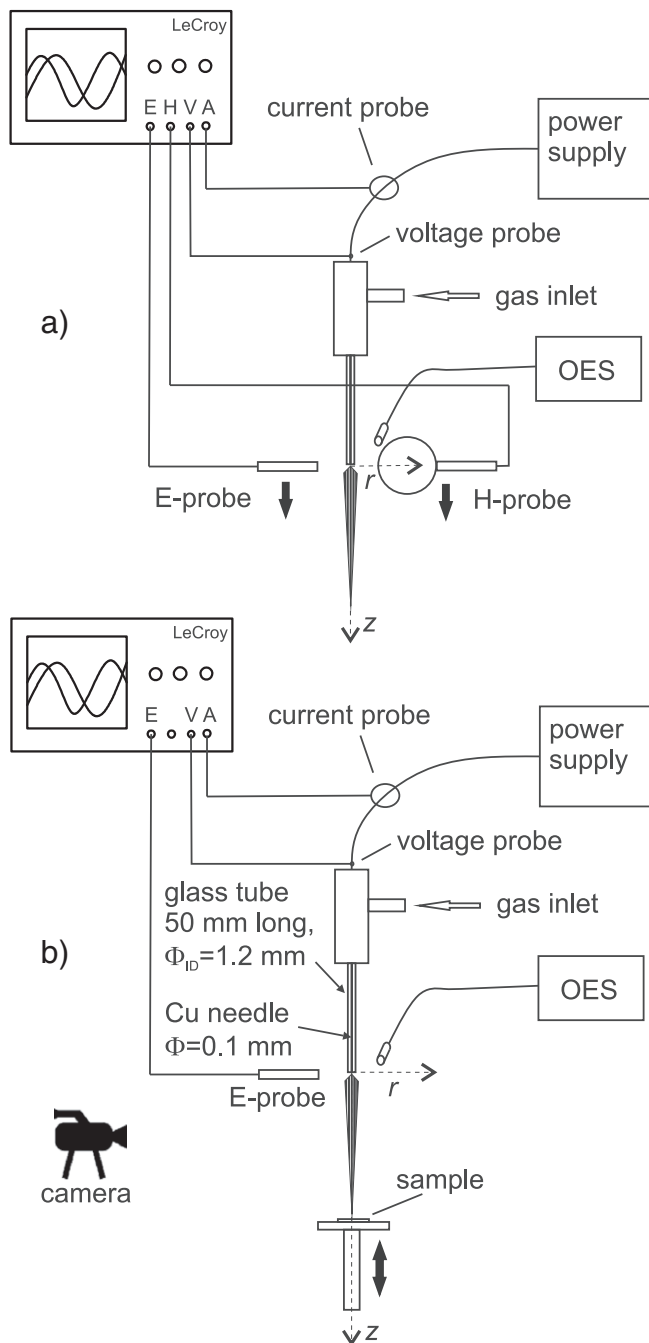 LeCroy
E H V A
current probe
power
supply
voltage probe
gas inlet
a)
OES
r
E-probe
H-probe
z
LeCroy
E V A
current probe
power
supply
voltage probe
glass tube
50 mm long,
Φ_ID=1.2 mm
gas inlet
b)
OES
Cu needle
Φ=0.1 mm
r
E-probe
camera
sample
z